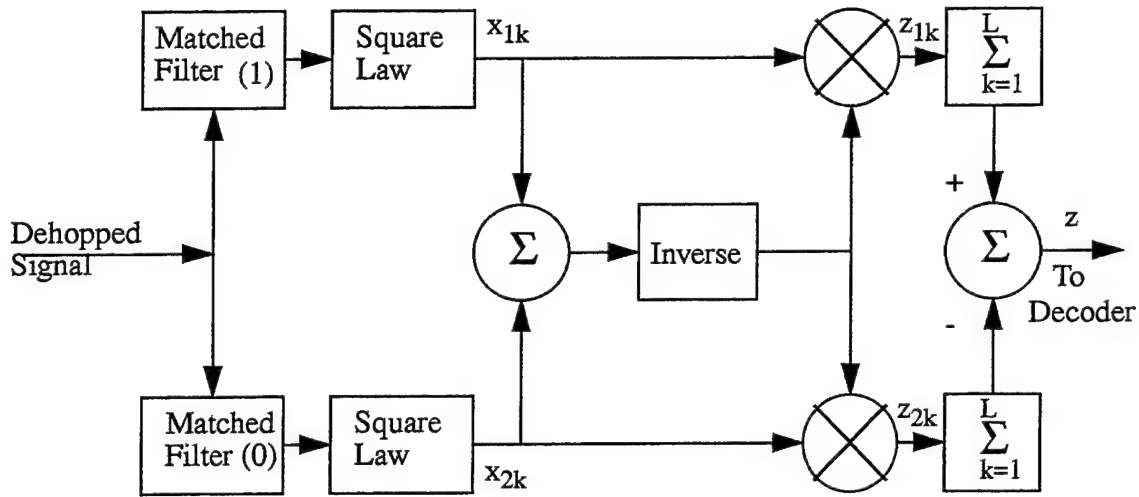 Matched
Filter (1)
Square
Law
x1k
z1k
L
Σ
k=1
Dehopped
Signal
Σ
Inverse
+
Σ
-
z
To
Decoder
Matched
Filter (0)
Square
Law
x2k
z2k
L
Σ
k=1